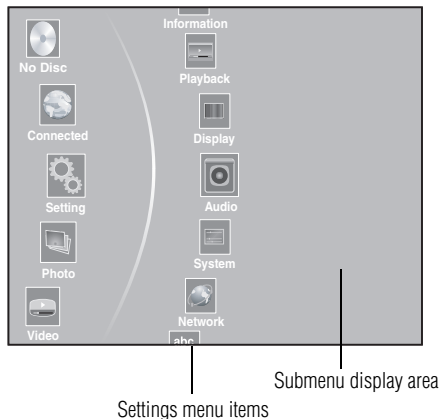 No Disc
Connected
Setting
Photo
Video
Information
Playback
Display
Audio
System
Network
abc
Submenu display area
Settings menu items